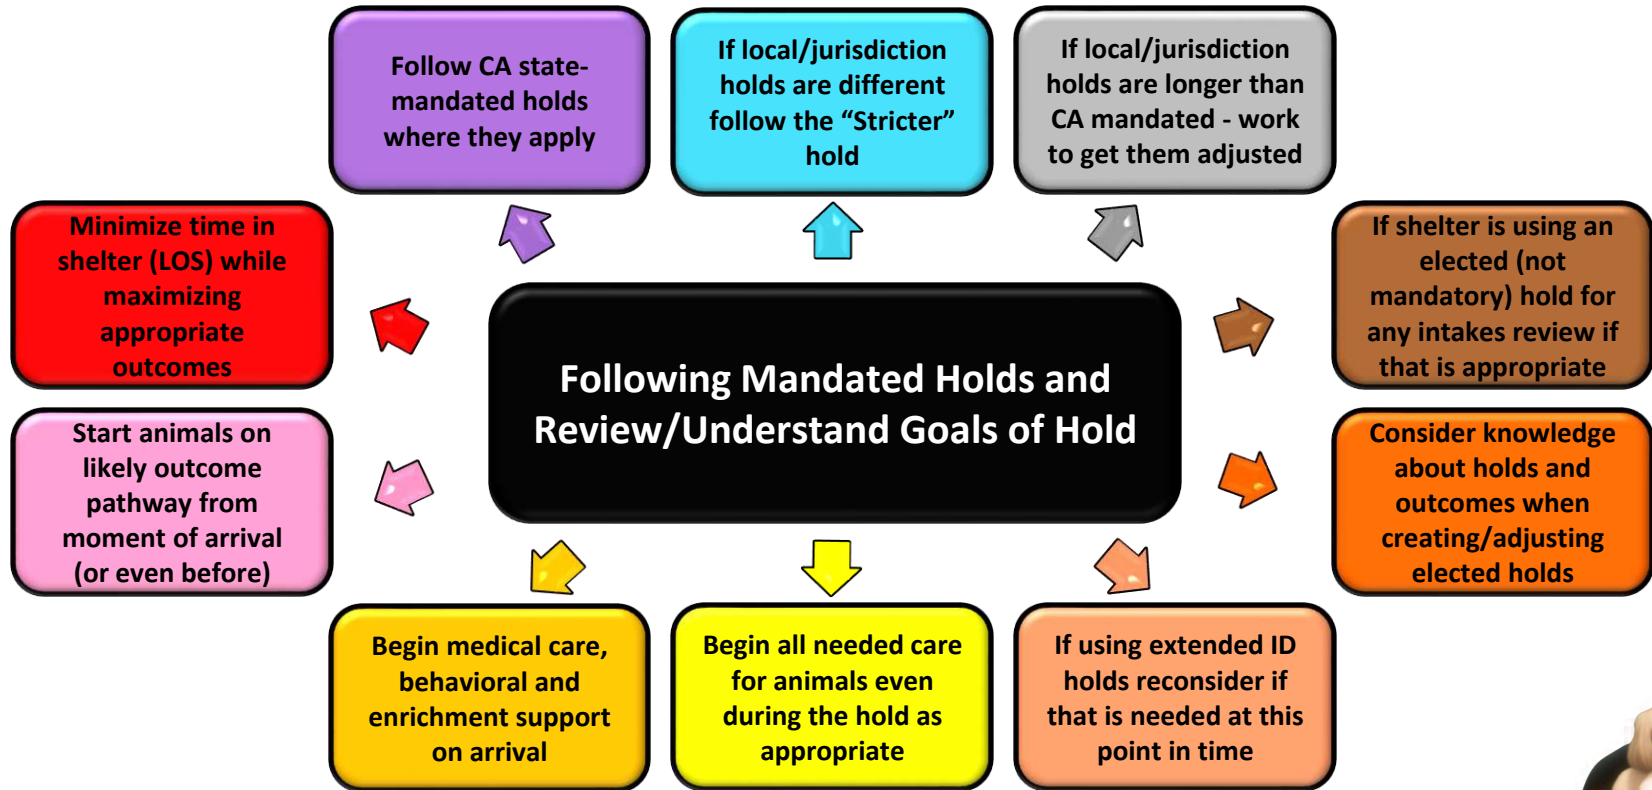 Follow CA state-
mandated holds
where they apply
If local/jurisdiction
holds are different
follow the “Stricter”
hold
If local/jurisdiction
holds are longer than
CA mandated - work
to get them adjusted
Minimize time in
shelter (LOS) while
maximizing
appropriate
outcomes
If shelter is using an
elected (not
mandatory) hold for
any intakes review if
that is appropriate
Following Mandated Holds and
Review/Understand Goals of Hold
Start animals on
likely outcome
pathway from
moment of arrival
(or even before)
Consider knowledge
about holds and
outcomes when
creating/adjusting
elected holds
Begin medical care,
behavioral and
enrichment support
on arrival
Begin all needed care
for animals even
during the hold as
appropriate
If using extended ID
holds reconsider if
that is needed at this
point in time